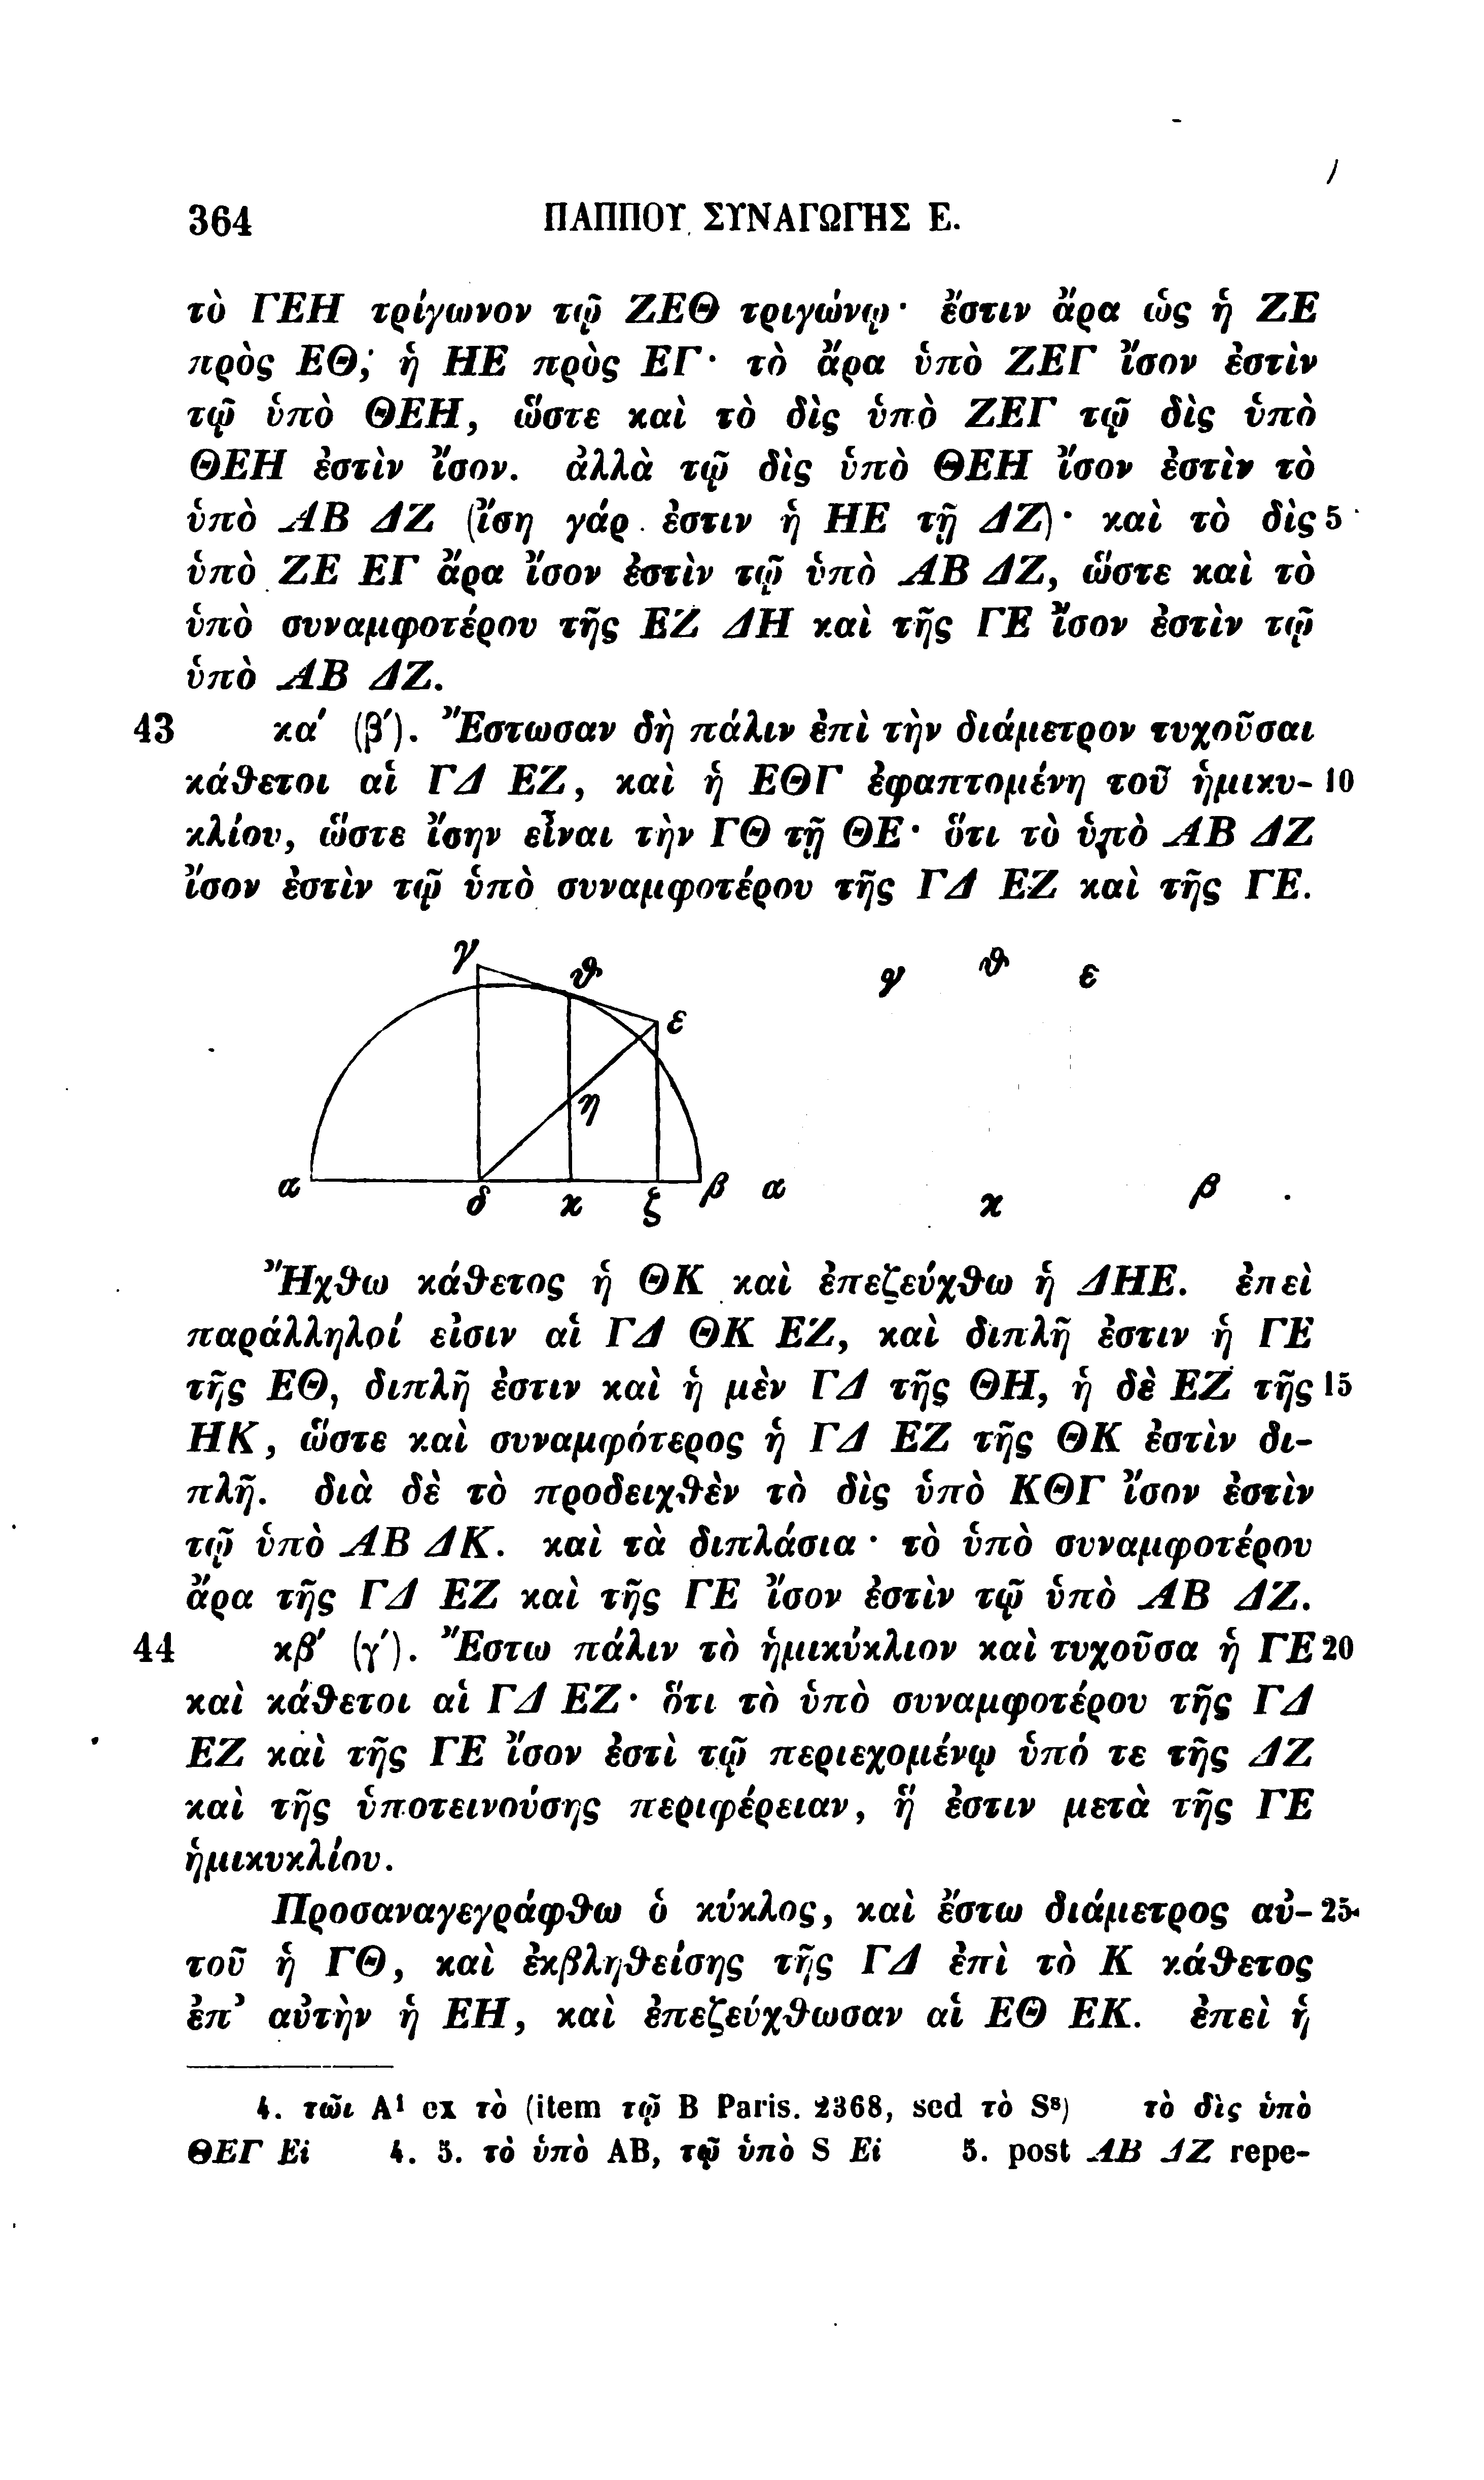 364 ΠΑΠΠΟΥ ΣΥΝΑΓΩΓΗΣ Ε.
τὸ ΓΕΗ τρίγωνον τῷ ΖΕΘ τριγώνῳ· ἔστιν ἄρα ὡς ἡ ΖΕ
πρὸς ΕΘ, ἡ ΗΕ πρὸς ΕΓ· τὸ ἄρα ὑπὸ ΖΕΓ ἴσον ἐστὶν
τῷ ὑπὸ ΘΕΗ, ὥστε καὶ τὸ δὶς ὑπὸ ΖΕΓ τῷ δὶς ὑπὸ
ΘΕΗ ἐστὶν ἴσον. ἀλλὰ τῷ δὶς ὑπὸ ΘΕΗ ἴσον ἐστὶν τὸ
ὑπὸ ΑΒ ΔΖ (ἴση γάρ ἐστιν ἡ ΗΕ τῇ ΔΖ)· καὶ τὸ δὶς 5
ὑπὸ ΖΕ ΕΓ ἄρα ἴσον ἐστὶν τῷ ὑπὸ ΑΒ ΔΖ, ὥστε καὶ τὸ
ὑπὸ συναμφοτέρου τῆς ΕΖ ΔΗ καὶ τῆς ΓΕ ἴσον ἐστὶν τῷ
ὑπὸ ΑΒ ΔΖ.
43 κα΄ (β΄). Ἔστωσαν δὴ πάλιν ἐπὶ τὴν διάμετρον τυχοῦσαι
κάθετοι αἱ ΓΔ ΕΖ, καὶ ἡ ΕΘΓ ἐφαπτομένη τοῦ ἡμικυ- 10
κλίου, ὥστε ἴσην εἶναι τὴν ΓΘ τῇ ΘΕ· ὅτι τὸ ὑπὸ ΑΒ ΔΖ
ἴσον ἐστὶν τῷ ὑπὸ συναμφοτέρου τῆς ΓΔ ΕΖ καὶ τῆς ΓΕ.
γ ϑ ε γ ϑ ε
η
α δ κ ζ β α κ β
Ἤχθω κάθετος ἡ ΘΚ καὶ ἐπεζεύχθω ἡ ΔΗΕ. ἐπεὶ
παράλληλοί εἰσιν αἱ ΓΔ ΘΚ ΕΖ, καὶ διπλῆ ἐστιν ἡ ΓΕ
τῆς ΕΘ, διπλῆ ἐστιν καὶ ἡ μὲν ΓΔ τῆς ΘΗ, ἡ δὲ ΕΖ τῆς 15
ΗΚ, ὥστε καὶ συναμφότερος ἡ ΓΔ ΕΖ τῆς ΘΚ ἐστὶν δι-
πλῆ. διὰ δὲ τὸ προδειχθὲν τὸ δὶς ὑπὸ ΚΘΓ ἴσον ἐστὶν
τῷ ὑπὸ ΑΒ ΔΚ. καὶ τὰ διπλάσια· τὸ ὑπὸ συναμφοτέρου
ἄρα τῆς ΓΔ ΕΖ καὶ τῆς ΓΕ ἴσον ἐστὶν τῷ ὑπὸ ΑΒ ΔΖ.
44 κβ΄ (γ΄). Ἔστω πάλιν τὸ ἡμικύκλιον καὶ τυχοῦσα ἡ ΓΕ 20
καὶ κάθετοι αἱ ΓΔ ΕΖ· ὅτι τὸ ὑπὸ συναμφοτέρου τῆς ΓΔ
ΕΖ καὶ τῆς ΓΕ ἴσον ἐστὶ τῷ περιεχομένῳ ὑπό τε τῆς ΔΖ
καὶ τῆς ὑποτεινούσης περιφέρειαν, ἥ ἐστιν μετὰ τῆς ΓΕ
ἡμικυκλίου.
Προσαναγεγράφθω ὁ κύκλος, καὶ ἔστω διάμετρος αὐ- 25
τοῦ ἡ ΓΘ, καὶ ἐκβληθείσης τῆς ΓΔ ἐπὶ τὸ Κ κάθετος
ἐπ' αὐτὴν ἡ ΕΗ, καὶ ἐπεζεύχθωσαν αἱ ΕΘ ΕΚ. ἐπεὶ ἡ
4. τῶι A¹ ex τὸ (item τῷ B Paris. 2368, sed τὸ Sˢ) τὸ δὶς ὑπὸ
ΘΕΓ Ei 4. 5. τὸ ὑπὸ AB, τῷ ὑπὸ S Ei 5. post ΑΒ ΔΖ repe-